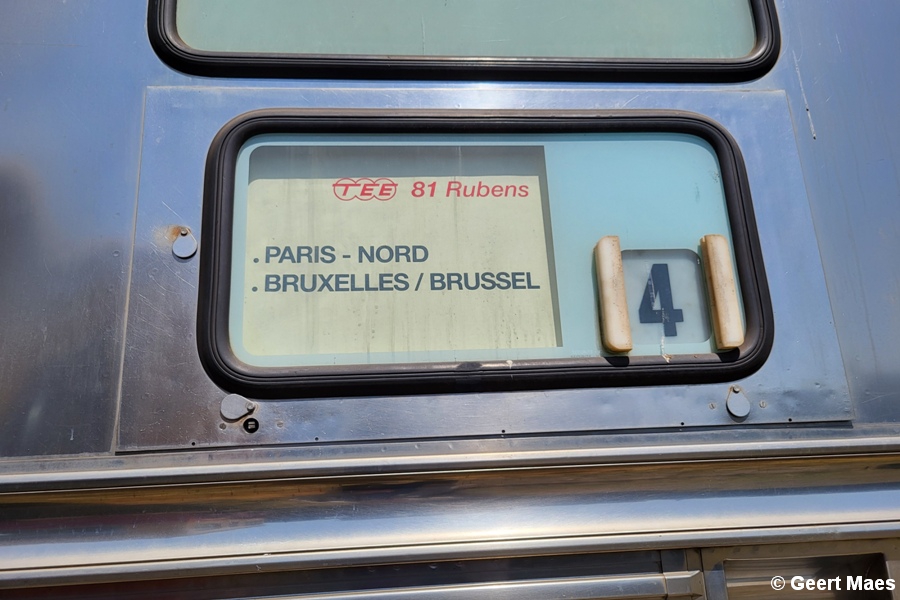 TEE 81 Rubens
. PARIS - NORD
. BRUXELLES / BRUSSEL
4
© Geert Maes